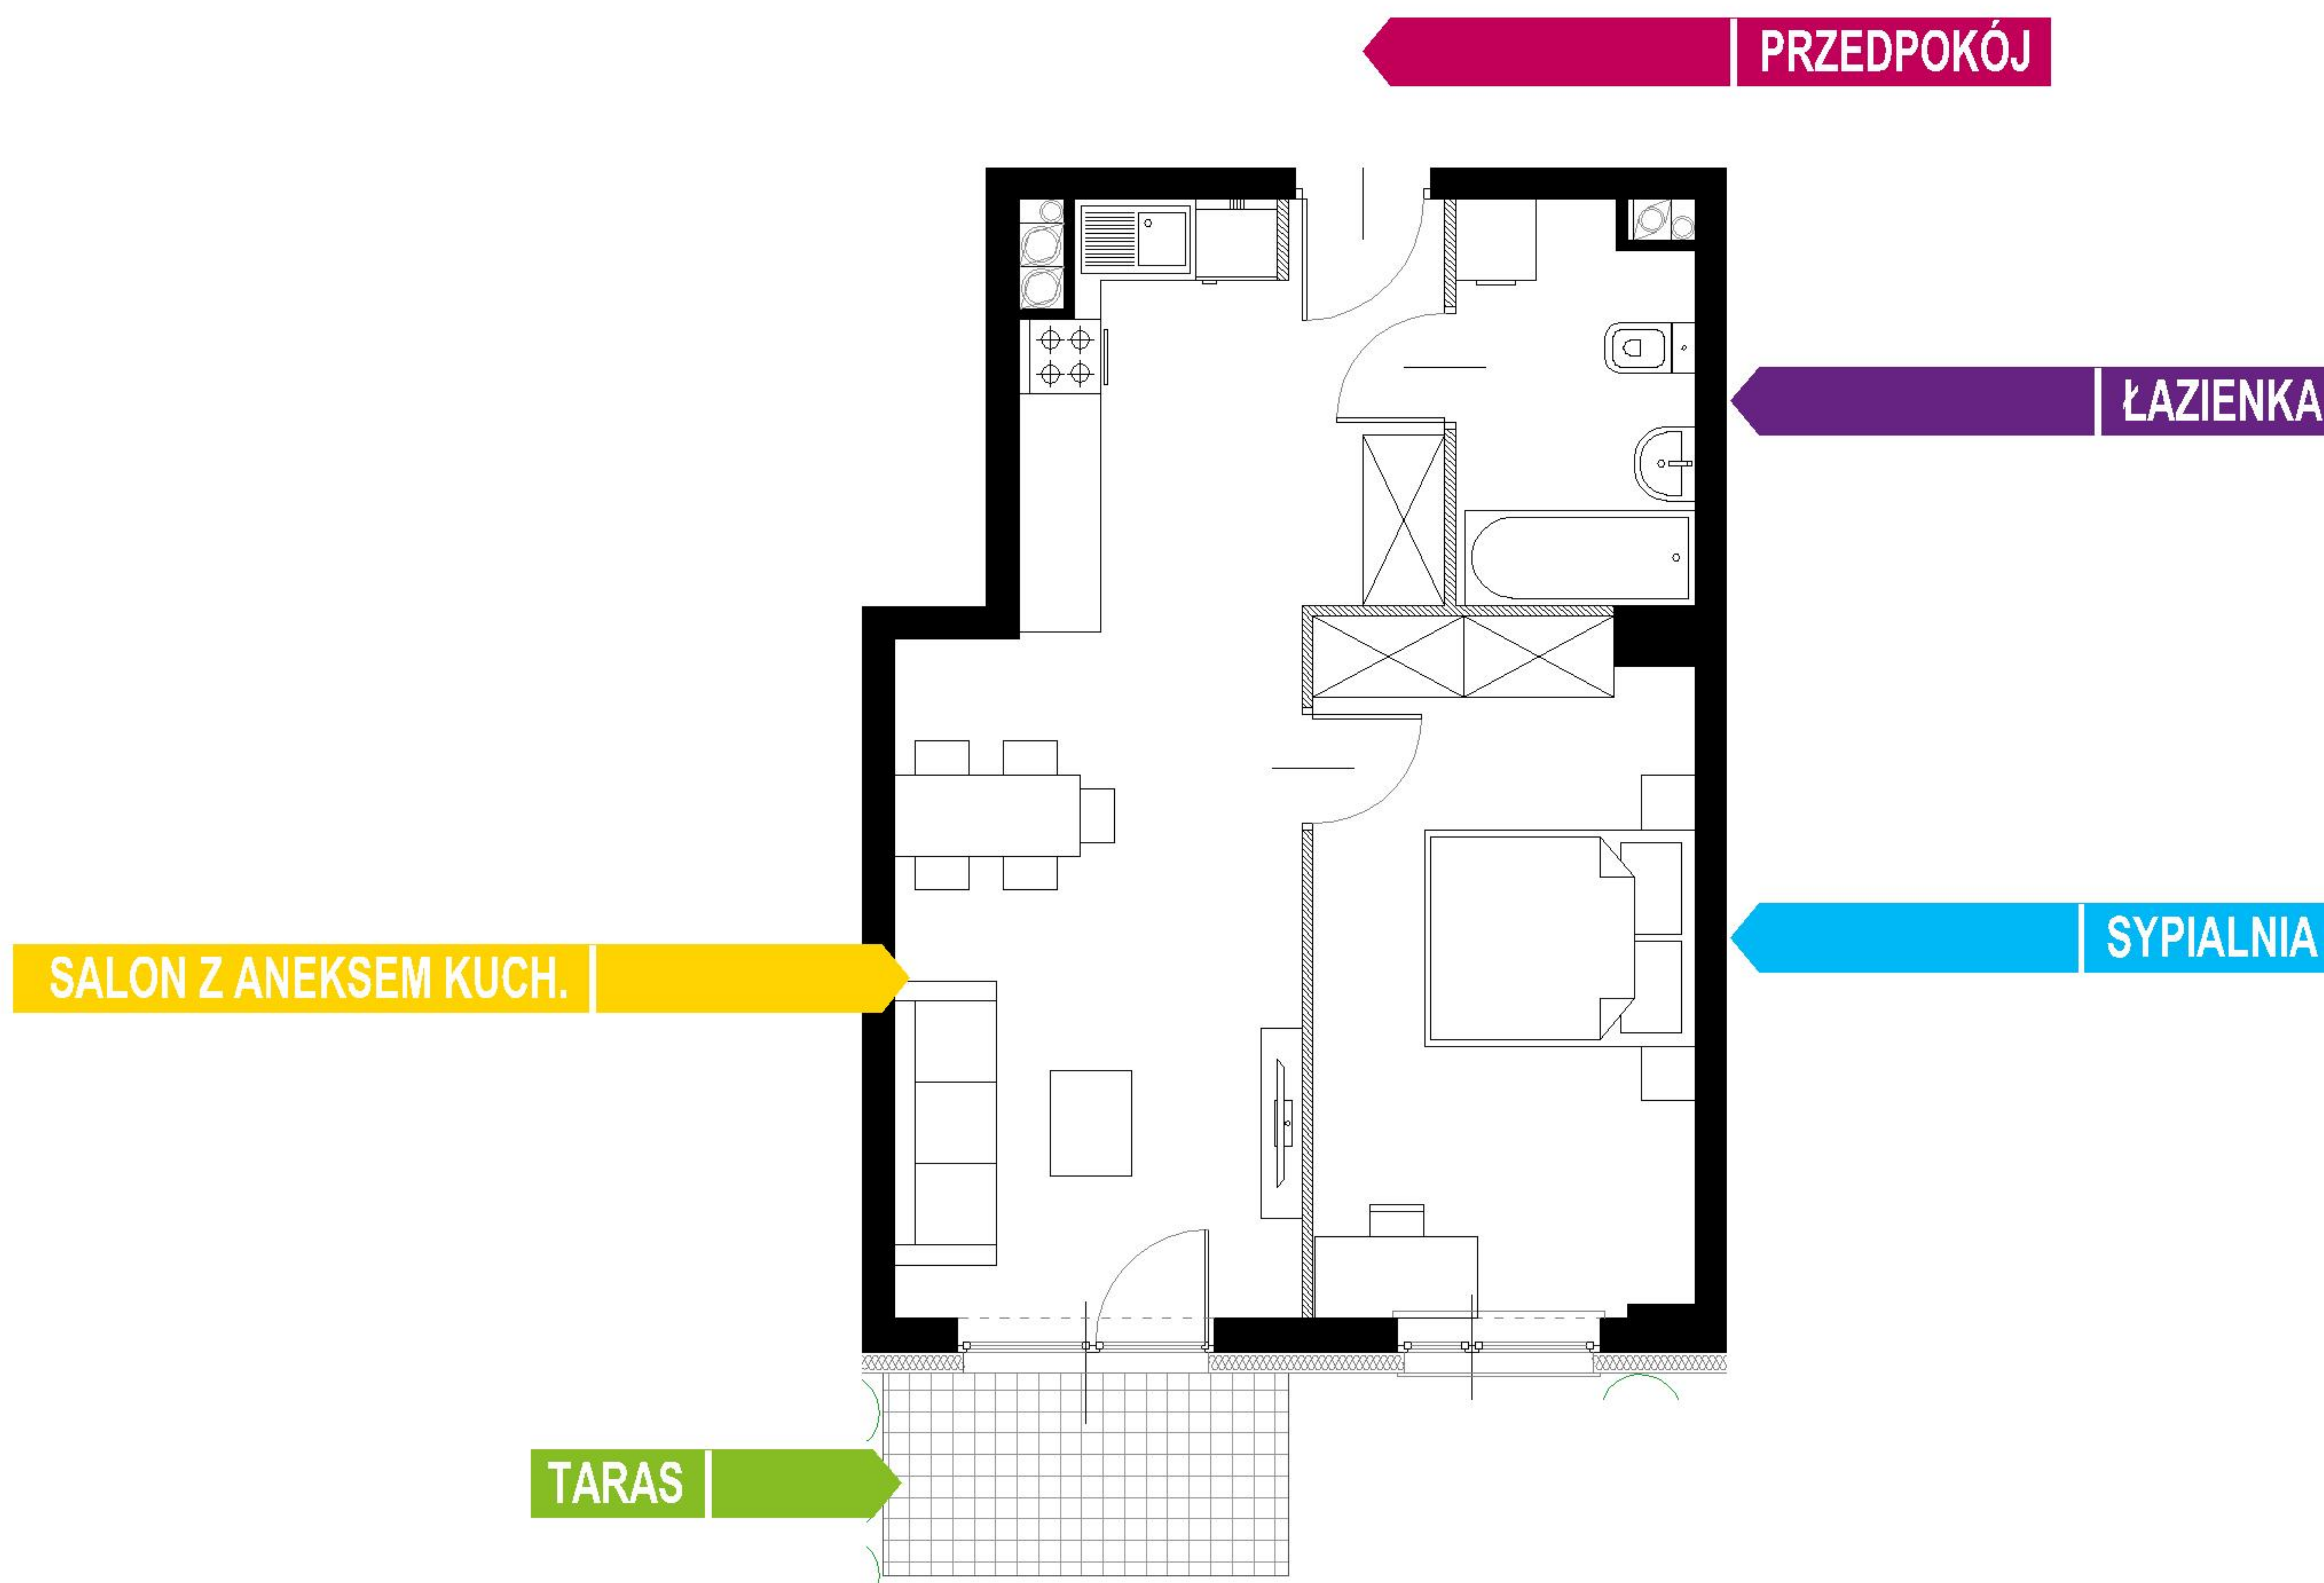 PRZEDPOKÓJ
ŁAZIENKA
SYPIALNIA
SALON Z ANEKSEM KUCH.
TARAS